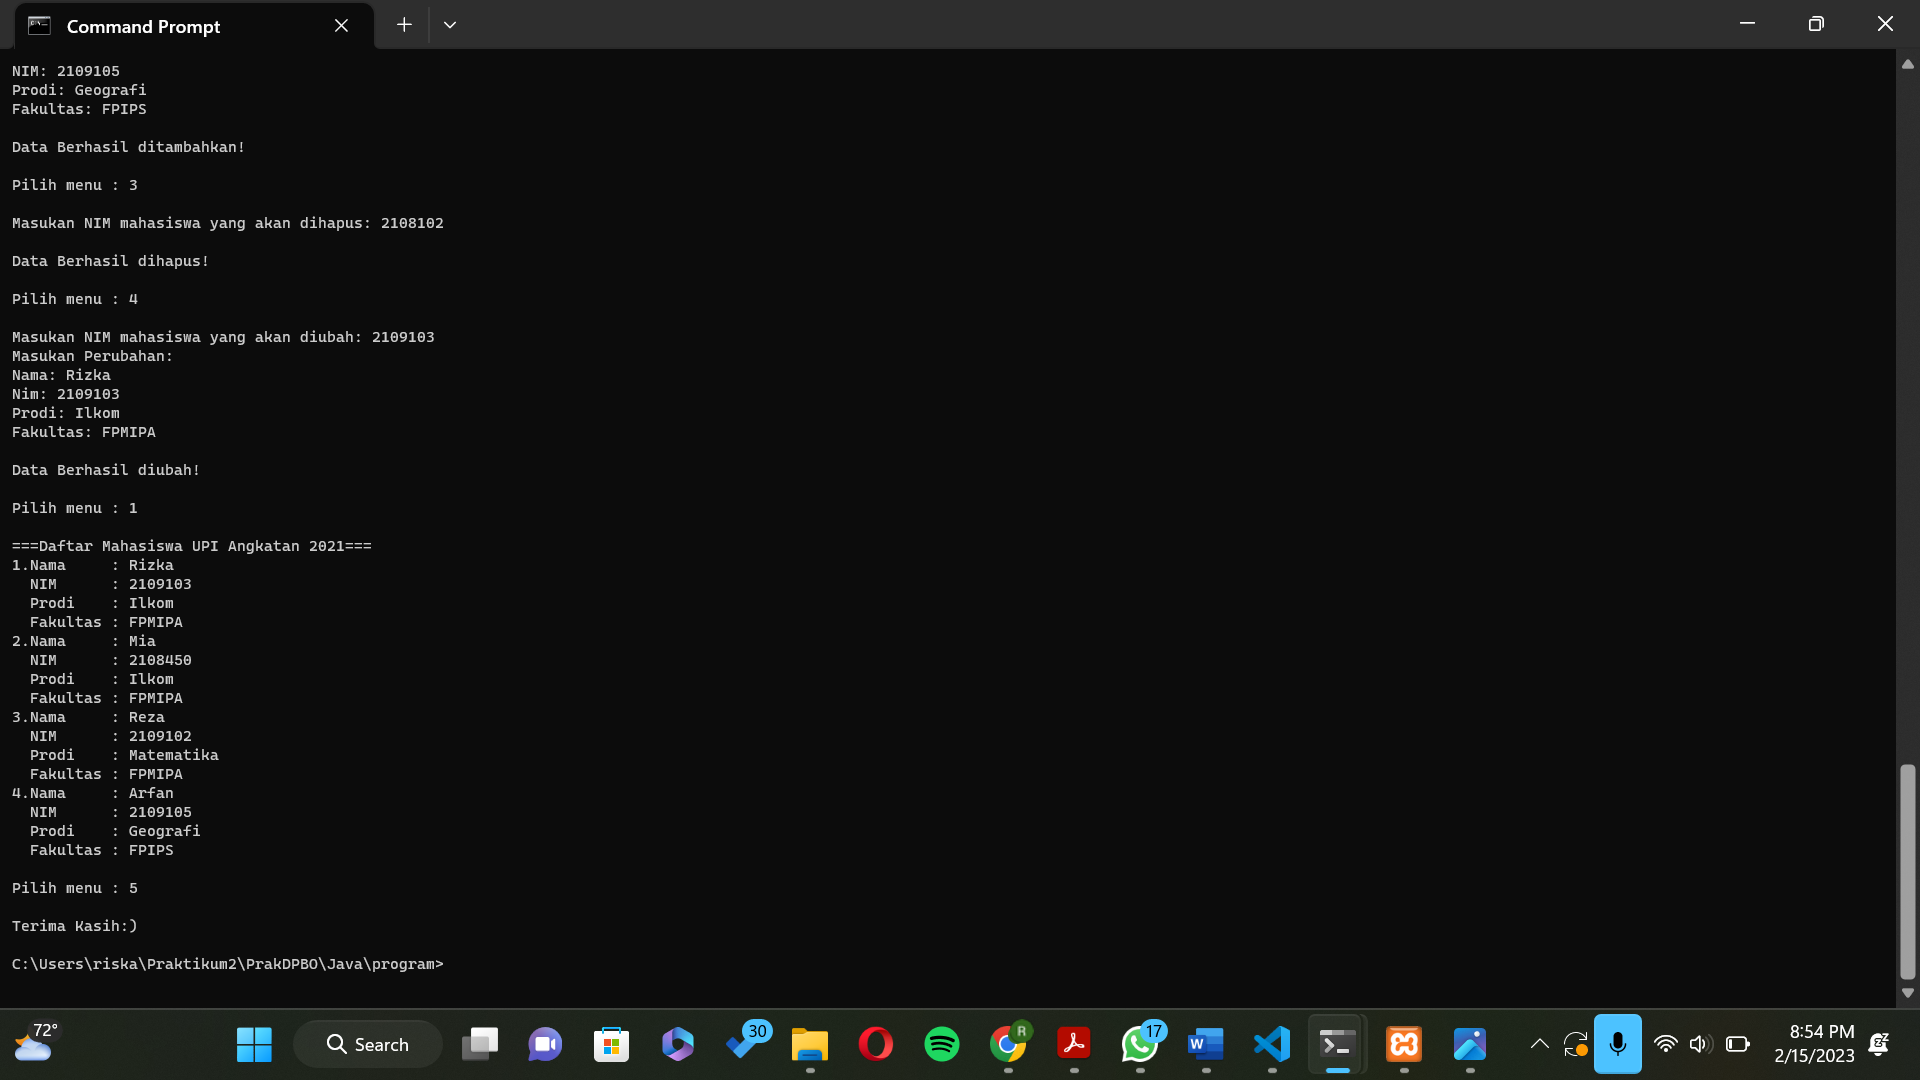 Command Prompt
NIM: 2109105
Prodi: Geografi
Fakultas: FPIPS
Data Berhasil ditambahkan!
Pilih menu : 3
Masukan NIM mahasiswa yang akan dihapus: 2108102
Data Berhasil dihapus!
Pilih menu : 4
Masukan NIM mahasiswa yang akan diubah: 2109103
Masukan Perubahan:
Nama: Rizka
Nim: 2109103
Prodi: Ilkom
Fakultas: FPMIPA
Data Berhasil diubah!
Pilih menu : 1
===Daftar Mahasiswa UPI Angkatan 2021===
1.Nama     : Rizka
  NIM      : 2109103
  Prodi    : Ilkom
  Fakultas : FPMIPA
2.Nama     : Mia
  NIM      : 2108450
  Prodi    : Ilkom
  Fakultas : FPMIPA
3.Nama     : Reza
  NIM      : 2109102
  Prodi    : Matematika
  Fakultas : FPMIPA
4.Nama     : Arfan
  NIM      : 2109105
  Prodi    : Geografi
  Fakultas : FPIPS
Pilih menu : 5
Terima Kasih:)
C:\Users\riska\Praktikum2\PrakDPBO\Java\program>
72°
Search
30
R
17
W
8:54 PM
2/15/2023